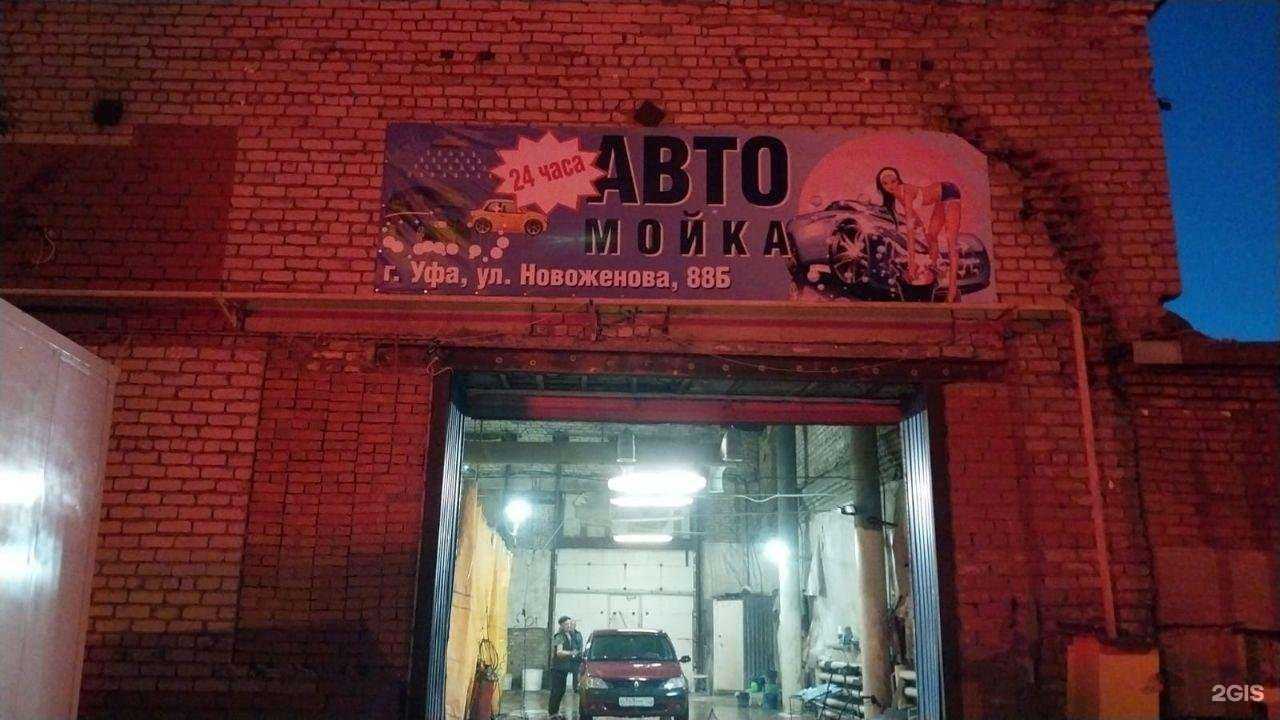 24 часа
АВТО
МОЙКА
г. Уфа, ул. Новоженова, 88Б
2GIS